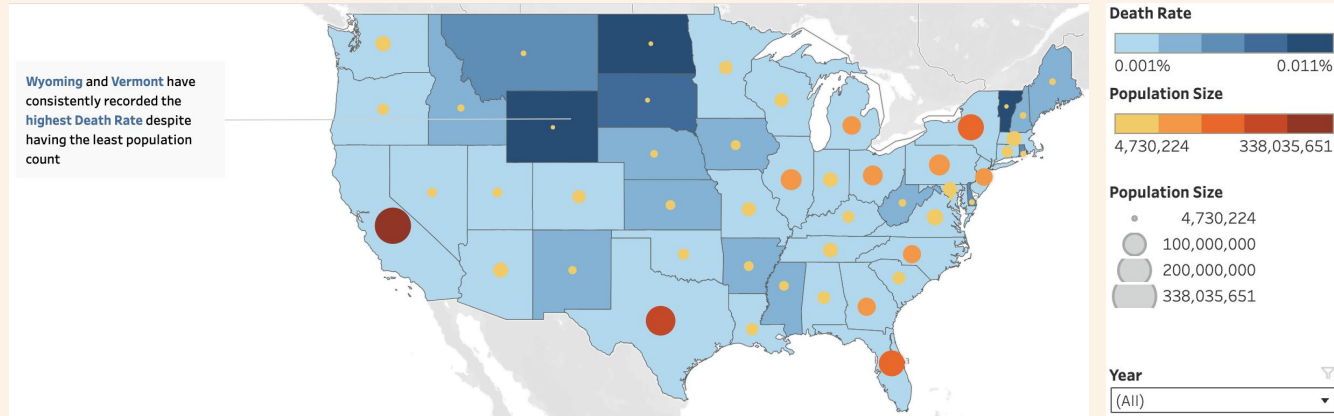 Wyoming and Vermont have
consistently recorded the
highest Death Rate despite
having the least population
count
Death Rate
0.001% 0.011%
Population Size
4,730,224 338,035,651
Population Size
4,730,224
100,000,000
200,000,000
338,035,651
Year
(All)